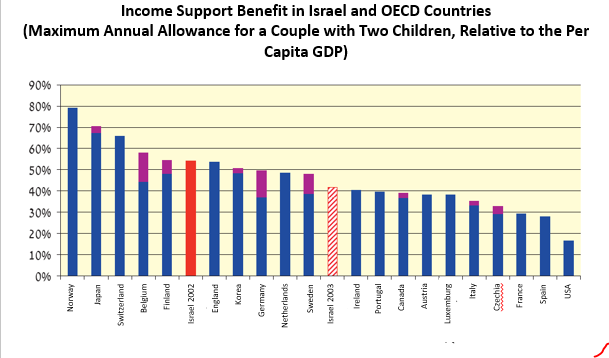 Income Support Benefit in Israel and OECD Countries
(Maximum Annual Allowance for a Couple with Two Children, Relative to the Per
Capita GDP)
90%
80%
70%
60%
50%
40%
30%
20%
10%
0%
Norway
Japan
Switzerland
Belgium
Finland
Israel 2002
England
Korea
Germany
Netherlands
Sweden
Israel 2003
Ireland
Portugal
Canada
Austria
Luxemburg
Italy
Czechia
France
Spain
USA